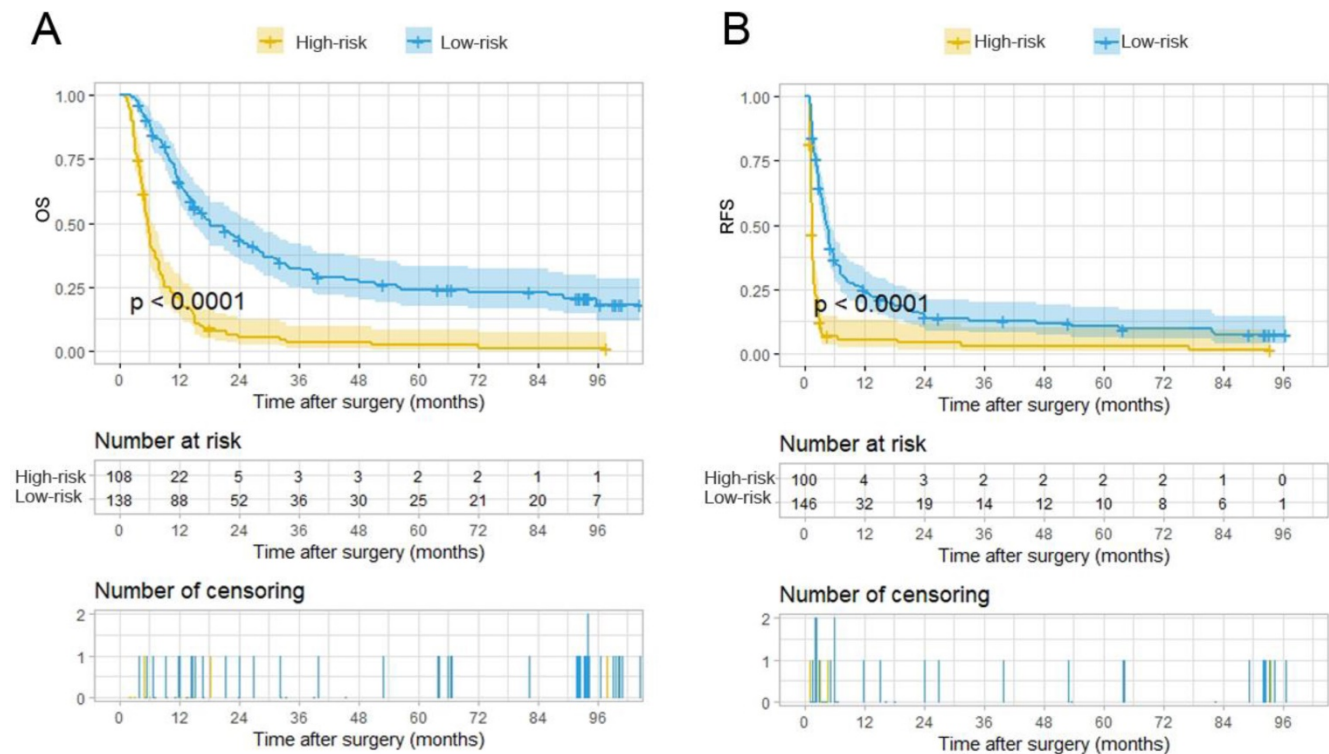 A
High-risk Low-risk
1.00
0.75
0.50
0.25
0.00
OS
p < 0.0001
0 12 24 36 48 60 72 84 96
Time after surgery (months)
Number at risk
High-risk 108 22 5 3 3 2 2 1 1
Low-risk 138 88 52 36 30 25 21 20 7
0 12 24 36 48 60 72 84 96
Time after surgery (months)
Number of censoring
2
1
0
0 12 24 36 48 60 72 84 96
Time after surgery (months)
B
High-risk Low-risk
1.00
0.75
0.50
0.25
0.00
RFS
p < 0.0001
0 12 24 36 48 60 72 84 96
Time after surgery (months)
Number at risk
High-risk 100 4 3 2 2 2 2 1 0
Low-risk 146 32 19 14 12 10 8 6 1
0 12 24 36 48 60 72 84 96
Time after surgery (months)
Number of censoring
2
1
0
0 12 24 36 48 60 72 84 96
Time after surgery (months)